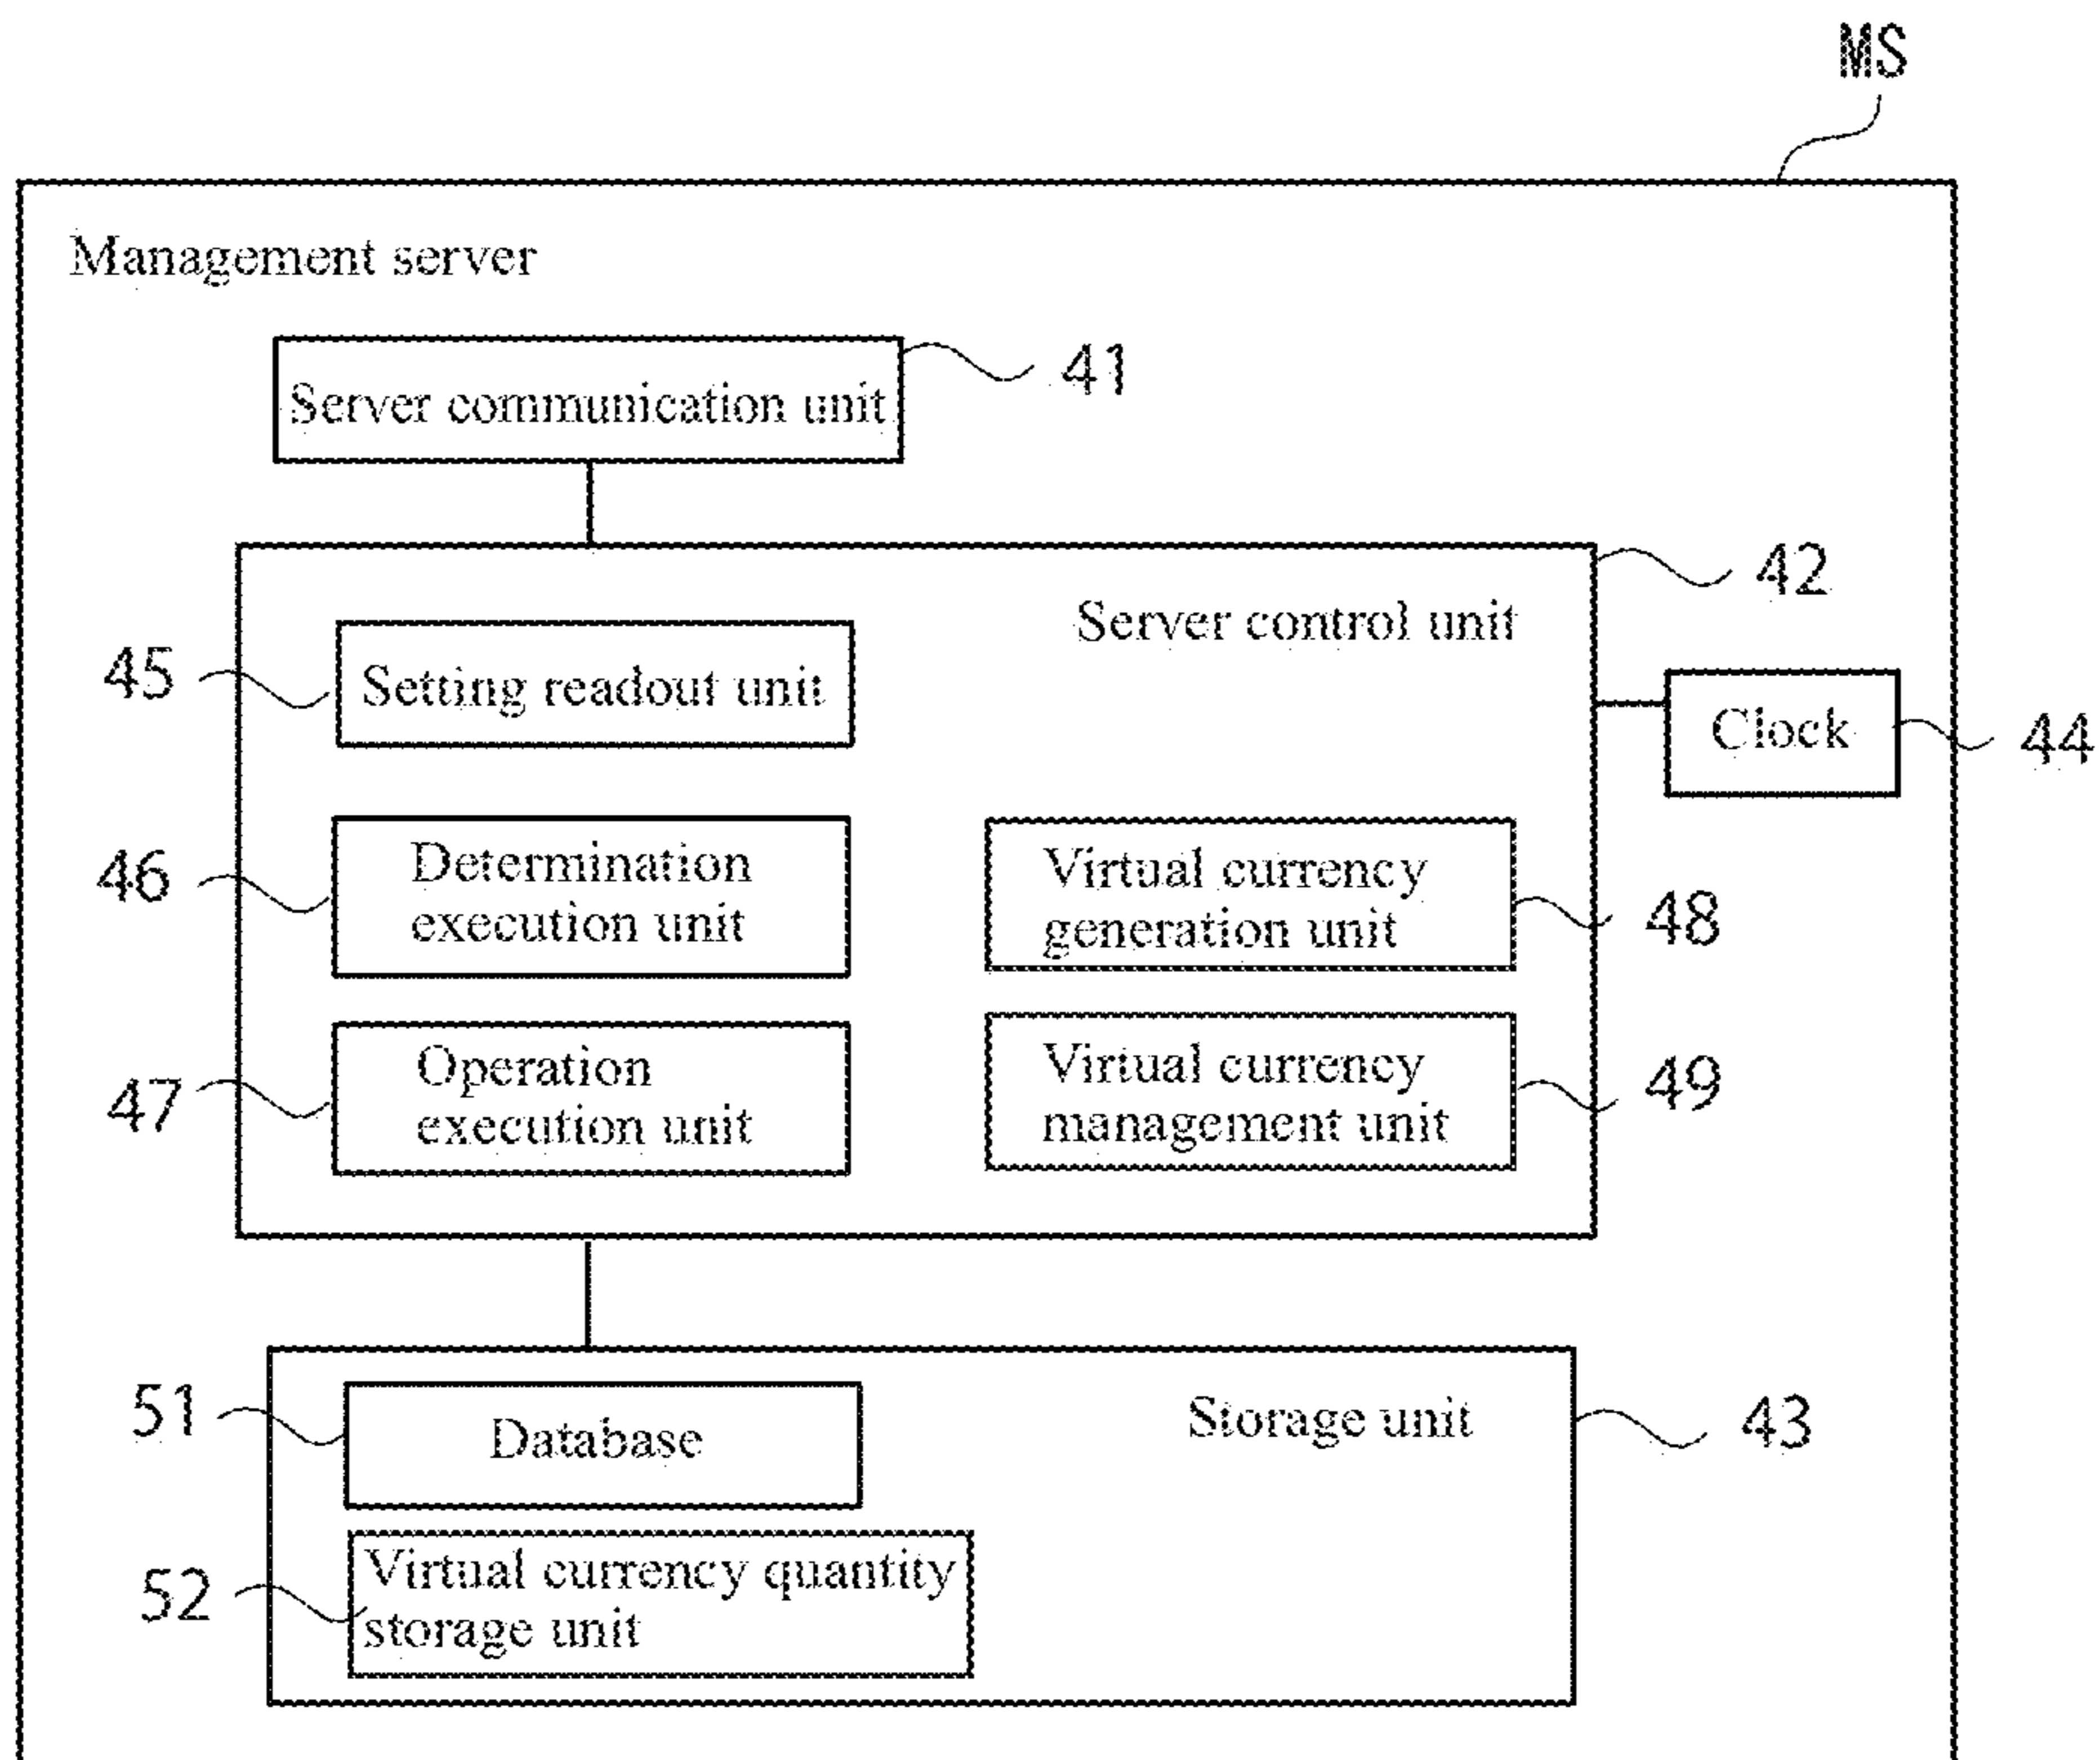 MS
Management server
Server communication unit
41
42
Server control unit
45
Setting readout unit
Clock
44
46
Determination
execution unit
Virtual currency
generation unit
48
47
Operation
execution unit
Virtual currency
management unit
49
51
Database
Storage unit
43
52
Virtual currency quantity
storage unit